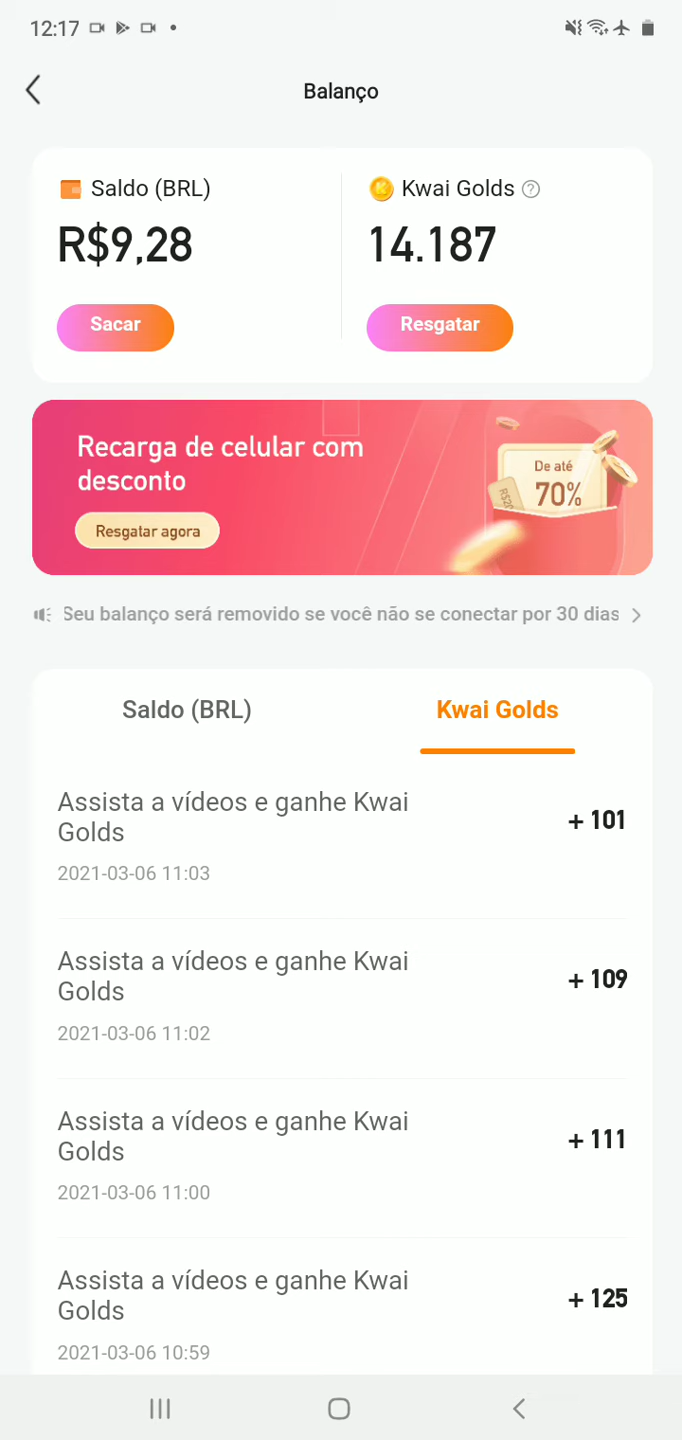 12:17
Balanço
Saldo (BRL)
Kwai Golds ?
R$9,28
14.187
Sacar
Resgatar
Recarga de celular com
desconto
De até
70%
R$20
Resgatar agora
Seu balanço será removido se você não se conectar por 30 dias
Saldo (BRL)
Kwai Golds
Assista a vídeos e ganhe Kwai
Golds
+ 101
2021-03-06 11:03
Assista a vídeos e ganhe Kwai
Golds
+ 109
2021-03-06 11:02
Assista a vídeos e ganhe Kwai
Golds
+ 111
2021-03-06 11:00
Assista a vídeos e ganhe Kwai
Golds
+ 125
2021-03-06 10:59